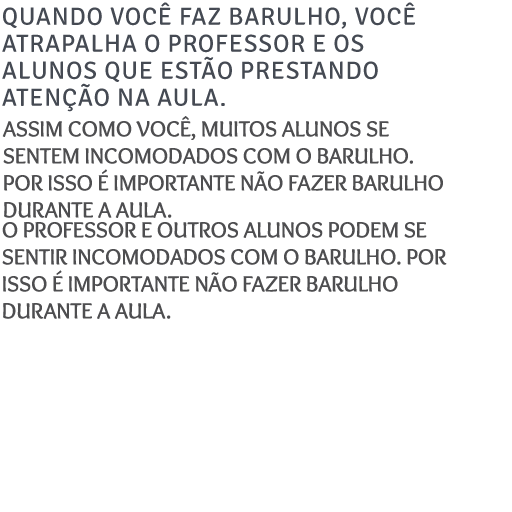 QUANDO VOCÊ FAZ BARULHO, VOCÊ
ATRAPALHA O PROFESSOR E OS
ALUNOS QUE ESTÃO PRESTANDO
ATENÇÃO NA AULA.
ASSIM COMO VOCÊ, MUITOS ALUNOS SE
SENTEM INCOMODADOS COM O BARULHO.
POR ISSO É IMPORTANTE NÃO FAZER BARULHO
DURANTE A AULA.
O PROFESSOR E OUTROS ALUNOS PODEM SE
SENTIR INCOMODADOS COM O BARULHO. POR
ISSO É IMPORTANTE NÃO FAZER BARULHO
DURANTE A AULA.